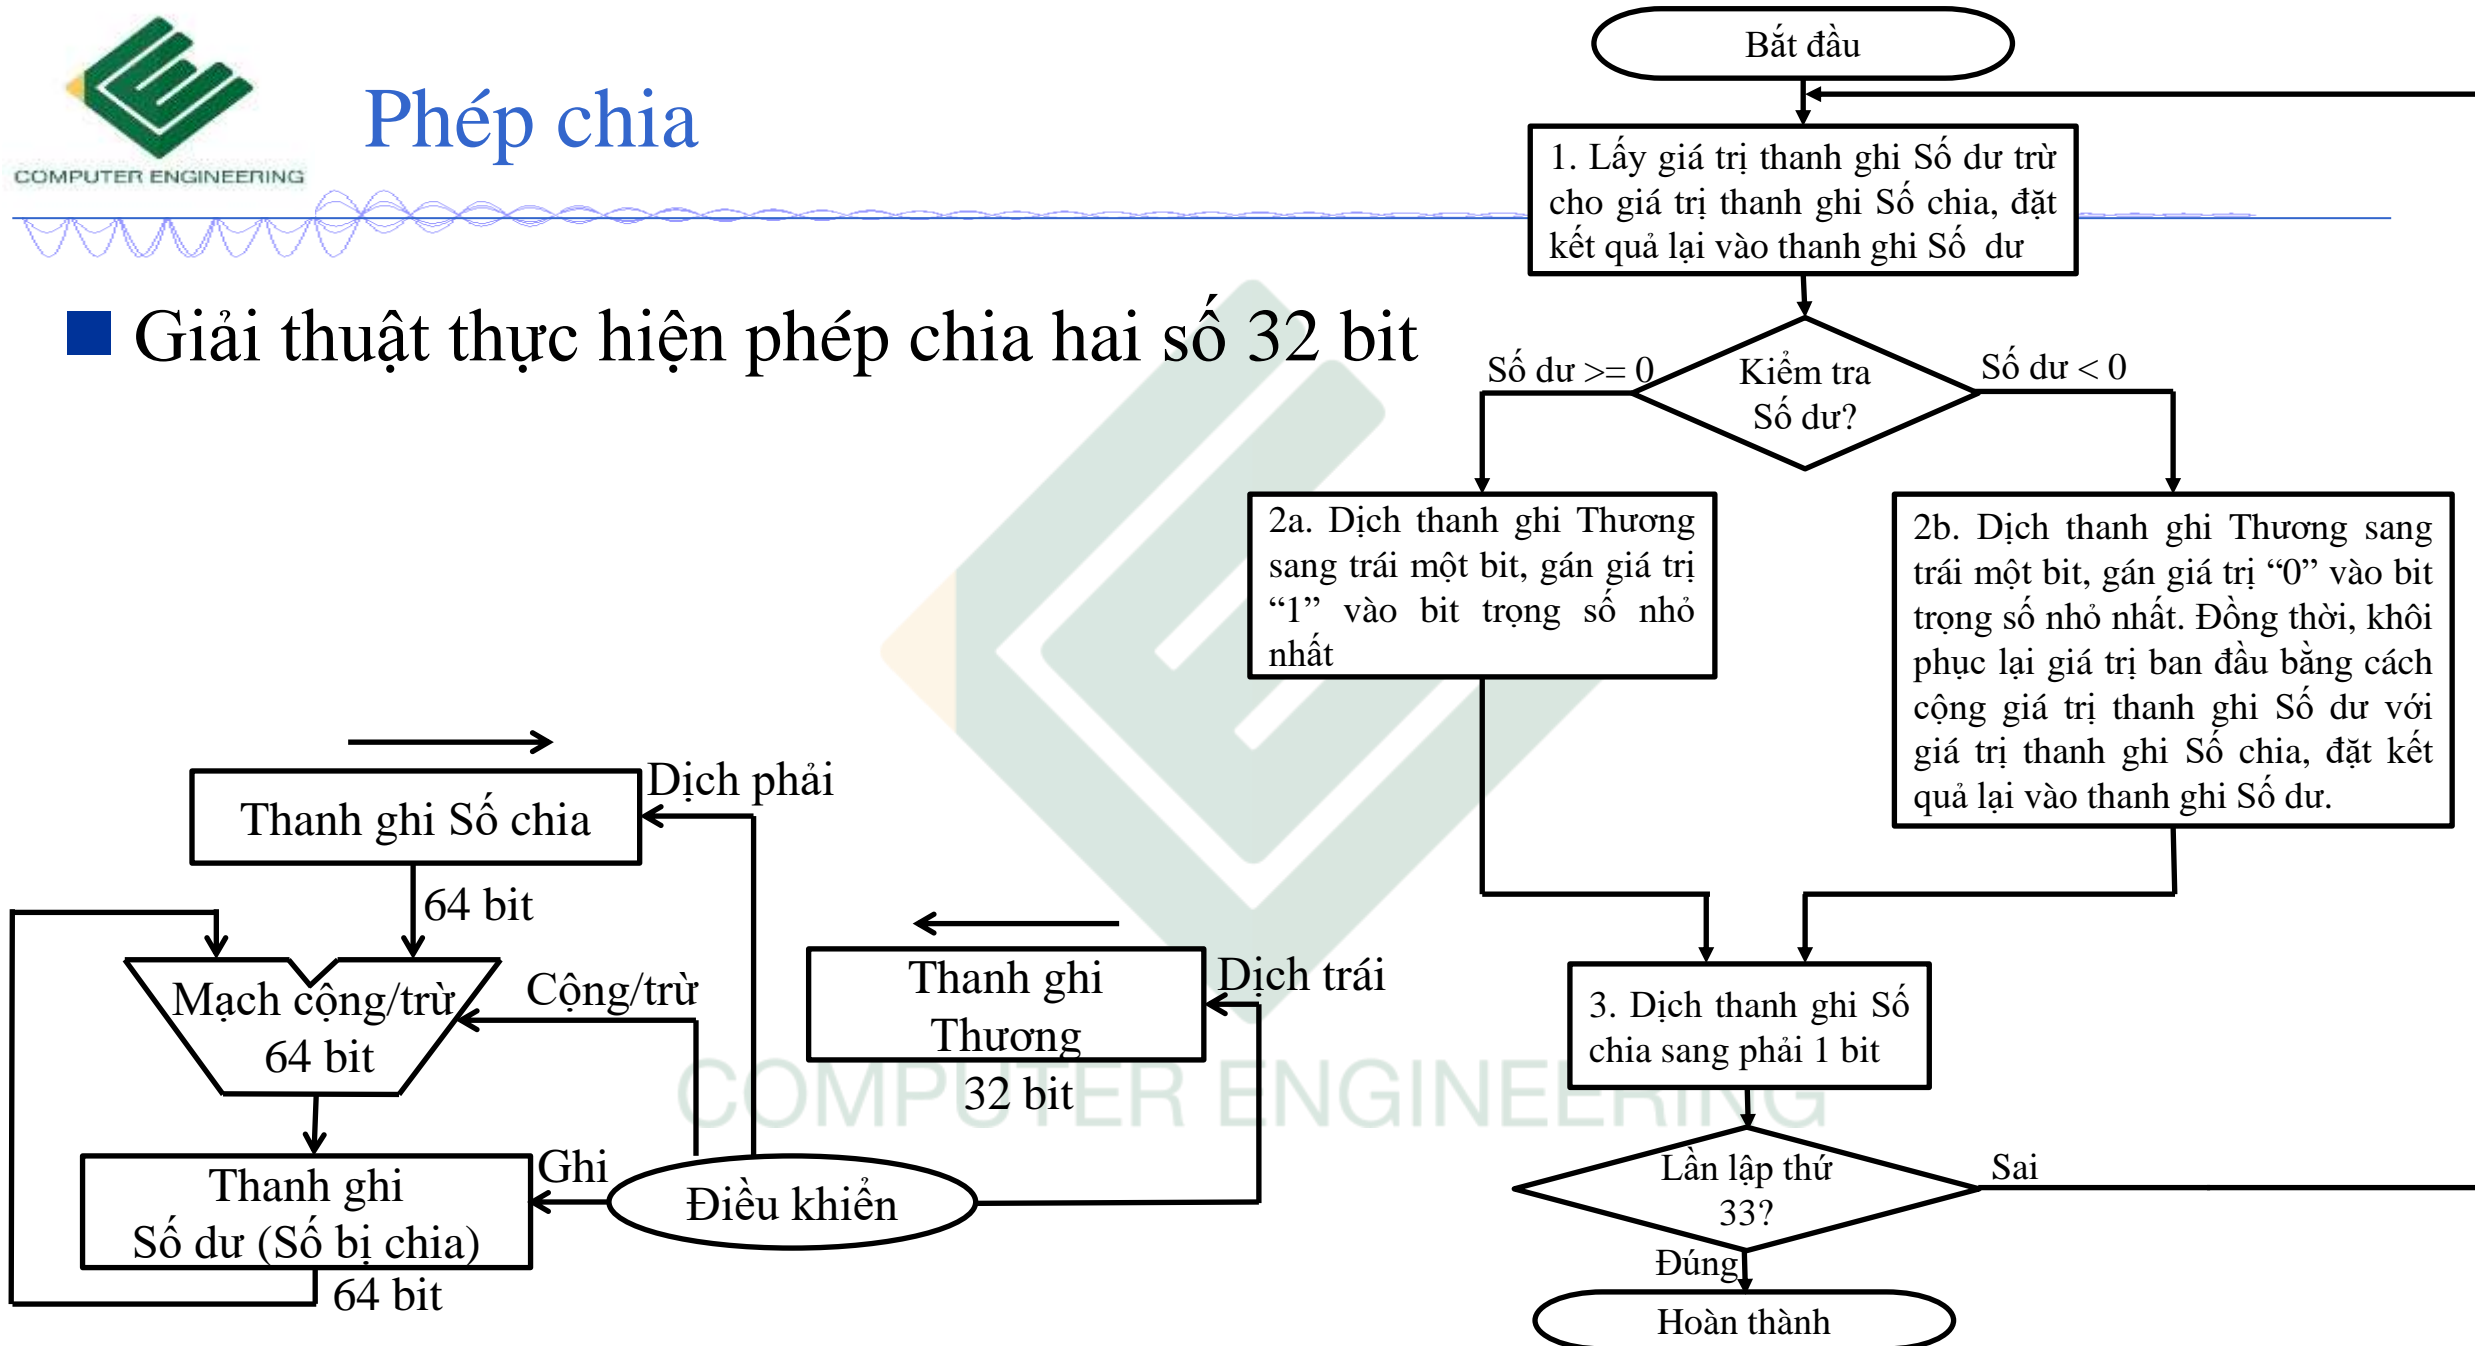 COMPUTER ENGINEERING
Phép chia
Giải thuật thực hiện phép chia hai số 32 bit
Bắt đầu
1. Lấy giá trị thanh ghi Số dư trừ
cho giá trị thanh ghi Số chia, đặt
kết quả lại vào thanh ghi Số dư
Số dư >= 0
Kiểm tra
Số dư?
Số dư < 0
2a. Dịch thanh ghi Thương
sang trái một bit, gán giá trị
“1” vào bit trọng số nhỏ
nhất
2b. Dịch thanh ghi Thương sang
trái một bit, gán giá trị “0” vào bit
trọng số nhỏ nhất. Đồng thời, khôi
phục lại giá trị ban đầu bằng cách
cộng giá trị thanh ghi Số dư với
giá trị thanh ghi Số chia, đặt kết
quả lại vào thanh ghi Số dư.
3. Dịch thanh ghi Số
chia sang phải 1 bit
Lần lập thứ
33?
Sai
Đúng
Hoàn thành
Dịch phải
Thanh ghi Số chia
64 bit
Mạch cộng/trừ
64 bit
Cộng/trừ
Thanh ghi
Thương
32 bit
Dịch trái
Thanh ghi
Số dư (Số bị chia)
64 bit
Ghi
Điều khiển
COMPUTER ENGINEERING